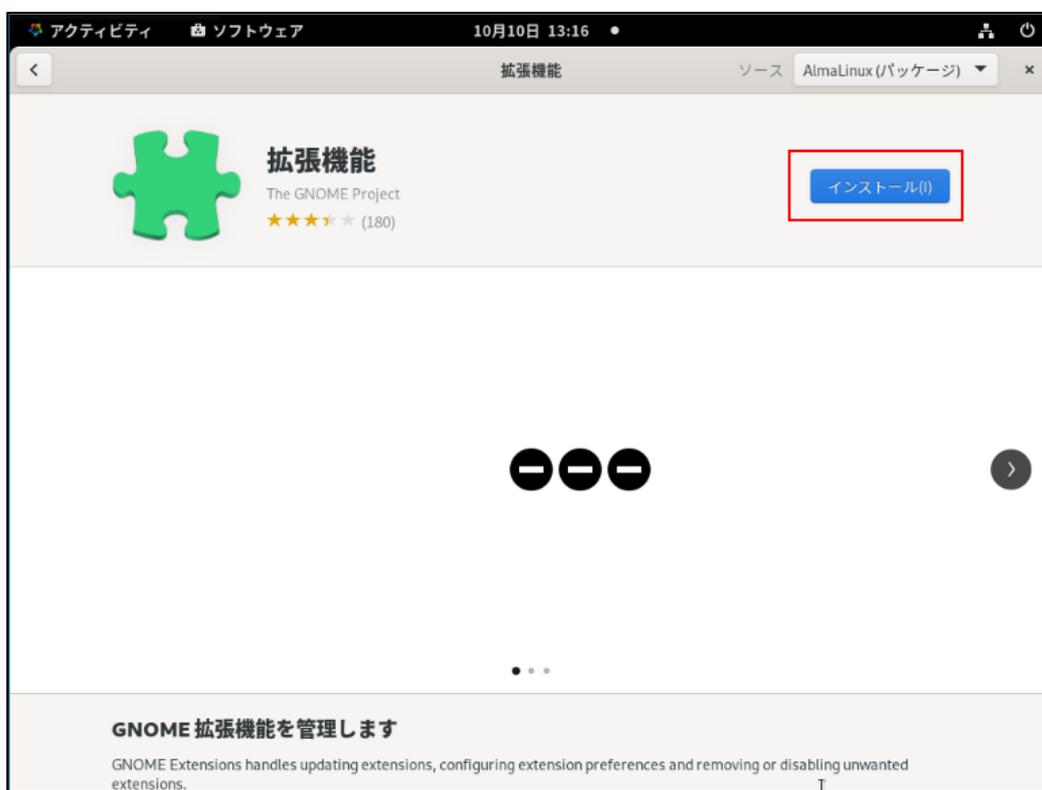 アクティビティ ソフトウェア 10月10日 13:16
拡張機能 ソース AlmaLinux (パッケージ)
拡張機能
The GNOME Project
(180)
インストール(I)
GNOME 拡張機能を管理します
GNOME Extensions handles updating extensions, configuring extension preferences and removing or disabling unwanted
extensions.